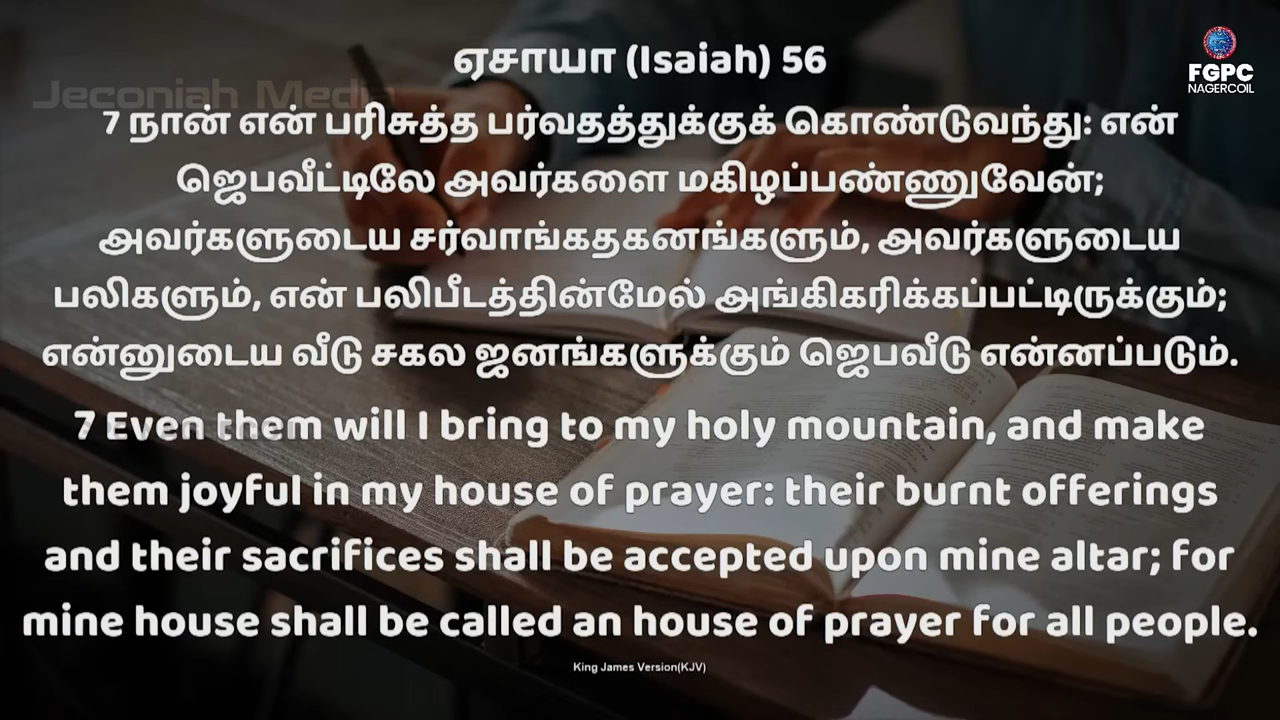 ஏசாயா (Isaiah) 56
FGPC
NAGERCOIL
Jeconiah Media
7 நான் என் பரிசுத்த பர்வதத்துக்குக் கொண்டுவந்து: என்
ஜெபவீட்டிலே அவர்களை மகிழப்பண்ணுவேன்;
அவர்களுடைய சர்வாங்கதகனங்களும், அவர்களுடைய
பலிகளும், என் பலிபீடத்தின்மேல் அங்கிகரிக்கப்பட்டிருக்கும்;
என்னுடைய வீடு சகல ஜனங்களுக்கும் ஜெபவீடு என்னப்படும்.
7 Even them will I bring to my holy mountain, and make
them joyful in my house of prayer: their burnt offerings
and their sacrifices shall be accepted upon mine altar; for
mine house shall be called an house of prayer for all people.
King James Version(KJV)